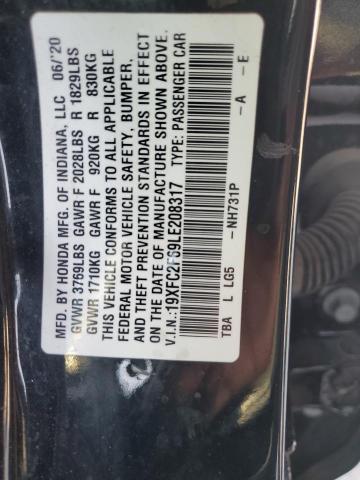 MFD. BY HONDA MFG. OF INDIANA, LLC 06/'20
GVWR 3769LBS GAWR F 2028LBS R 1829LBS
GVWR 1710KG GAWR F 920KG R 830KG
THIS VEHICLE CONFORMS TO ALL APPLICABLE
FEDERAL MOTOR VEHICLE SAFETY, BUMPER,
AND THEFT PREVENTION STANDARDS IN EFFECT
ON THE DATE OF MANUFACTURE SHOWN ABOVE.
V.I.N.:19XFC2F69LE208317 TYPE: PASSENGER CAR
-NH731P -A -E
TBA L LG5